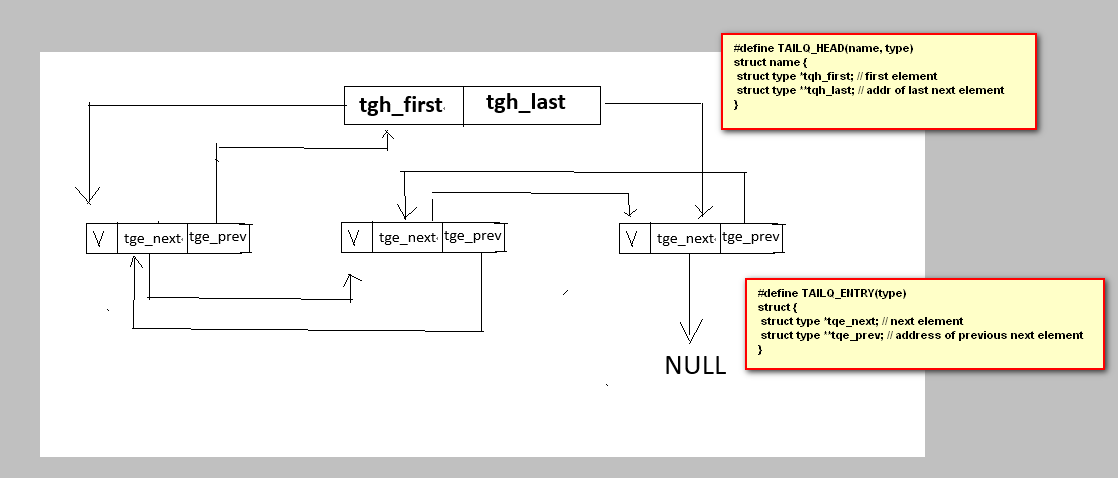 #define TAILQ_HEAD(name, type)
struct name {
struct type *tqh_first; // first element
struct type **tqh_last; // addr of last next element
}
tgh_first tgh_last
V tge_next tge_prev
V tge_next tge_prev
V tge_next tge_prev
#define TAILQ_ENTRY(type)
struct {
struct type *tqe_next; // next element
struct type **tqe_prev; // address of previous next element
}
NULL